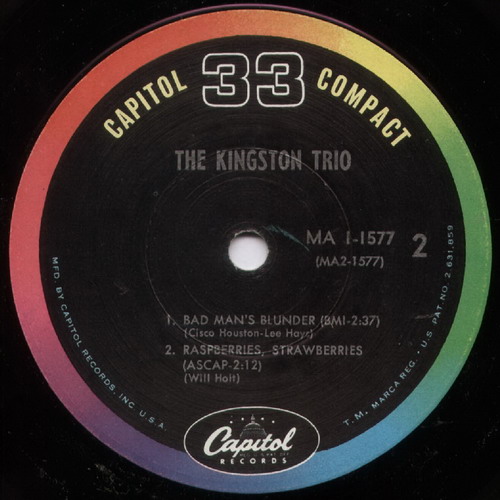 CAPITOL 33 COMPACT
THE KINGSTON TRIO
MA 1-1577 2
(MA2-1577)
1. BAD MAN'S BLUNDER (BMI-2:37)
(Cisco Houston-Lee Hays)
2. RASPBERRIES, STRAWBERRIES
(ASCAP-2:12)
(Will Holt)
MFD. BY CAPITOL RECORDS, INC. U.S.A.
T.M. MARCA REG. • U.S. PAT. NO. 2,631,859
Capitol
RECORDS